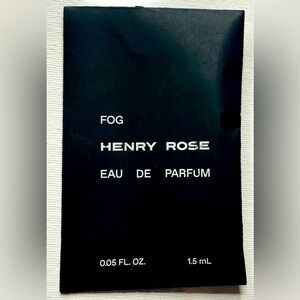 FOG
HENRY ROSE
EAU DE PARFUM
0.05 FL. OZ. 1.5 mL